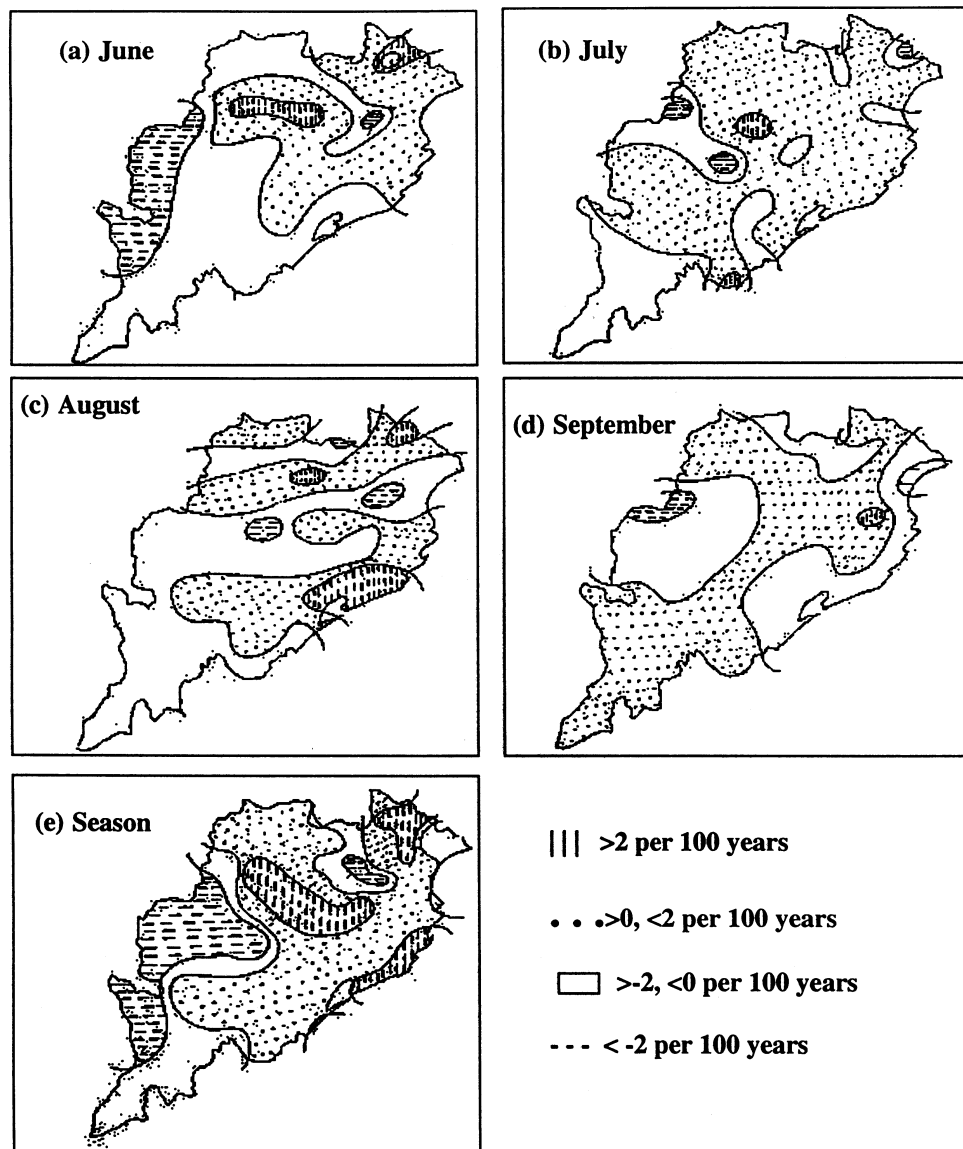 (a) June
(b) July
(c) August
(d) September
(e) Season
>2 per 100 years
>0, <2 per 100 years
>-2, <0 per 100 years
< -2 per 100 years